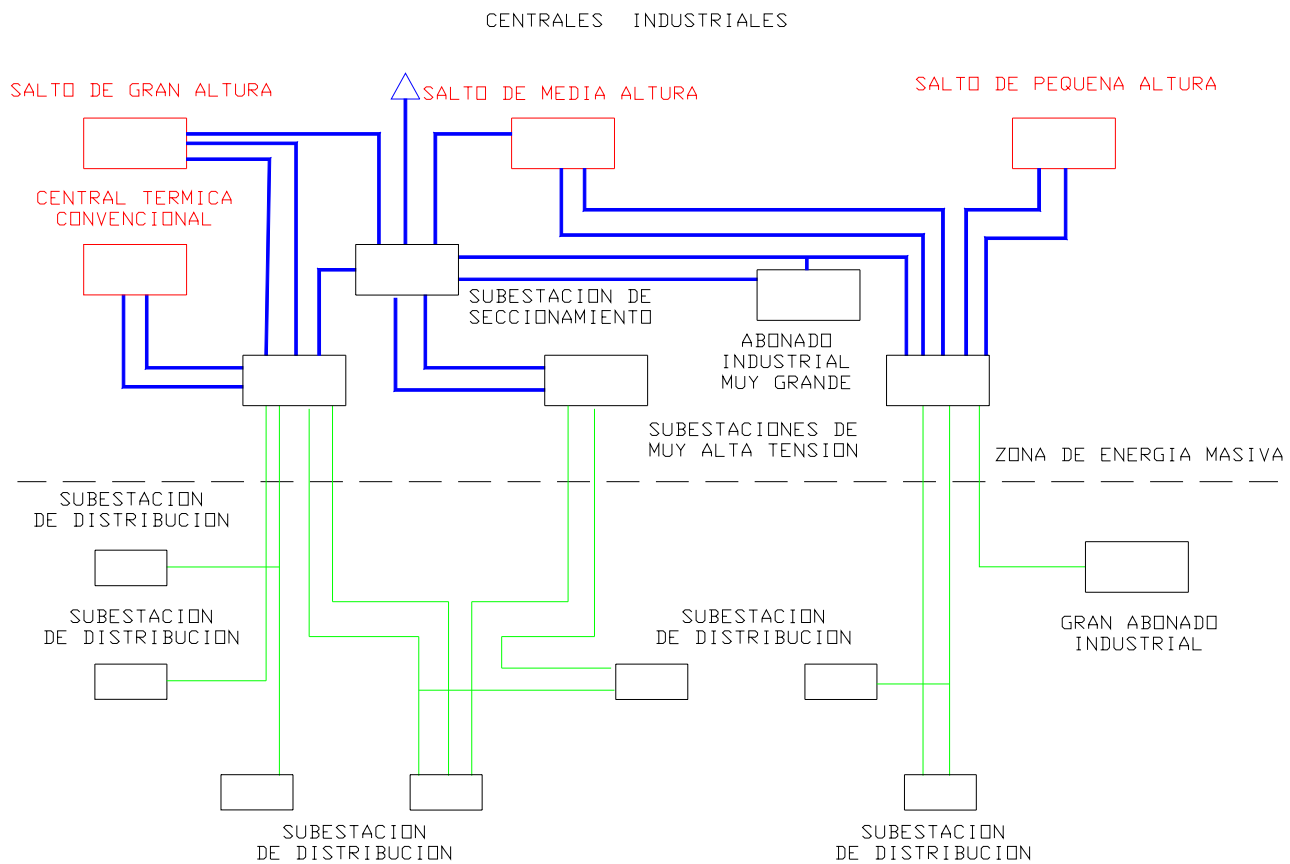 CENTRALES INDUSTRIALES
SALTO DE GRAN ALTURA
SALTO DE MEDIA ALTURA
SALTO DE PEQUENA ALTURA
CENTRAL TERMICA
CONVENCIONAL
SUBESTACION DE
SECCIONAMIENTO
ABONADO
INDUSTRIAL
MUY GRANDE
SUBESTACIONES DE
MUY ALTA TENSION
ZONA DE ENERGIA MASIVA
SUBESTACION
DE DISTRIBUCION
SUBESTACION
DE DISTRIBUCION
SUBESTACION
DE DISTRIBUCION
GRAN ABONADO
INDUSTRIAL
SUBESTACION
DE DISTRIBUCION
SUBESTACION
DE DISTRIBUCION